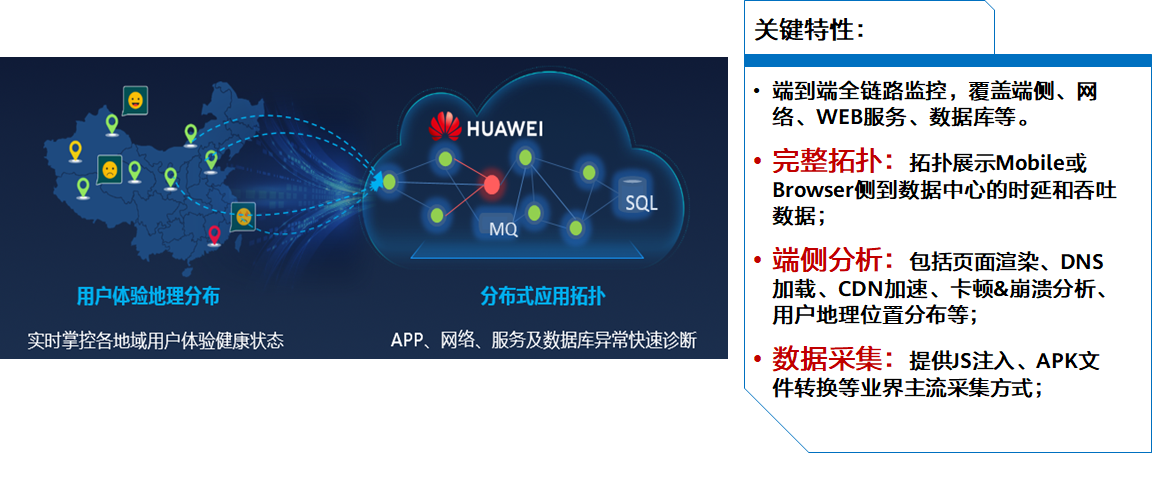 HUAWEI
SQL
MQ
用户体验地理分布
分布式应用拓扑
实时掌控各地域用户体验健康状态
APP、网络、服务及数据库异常快速诊断
关键特性：
• 端到端全链路监控，覆盖端侧、网
络、WEB服务、数据库等。
• 完整拓扑：拓扑展示Mobile或
Browser侧到数据中心的时延和吞吐
数据；
• 端侧分析：包括页面渲染、DNS
加载、CDN加速、卡顿&崩溃分析、
用户地理位置分布等；
• 数据采集：提供JS注入、APK文
件转换等业界主流采集方式；